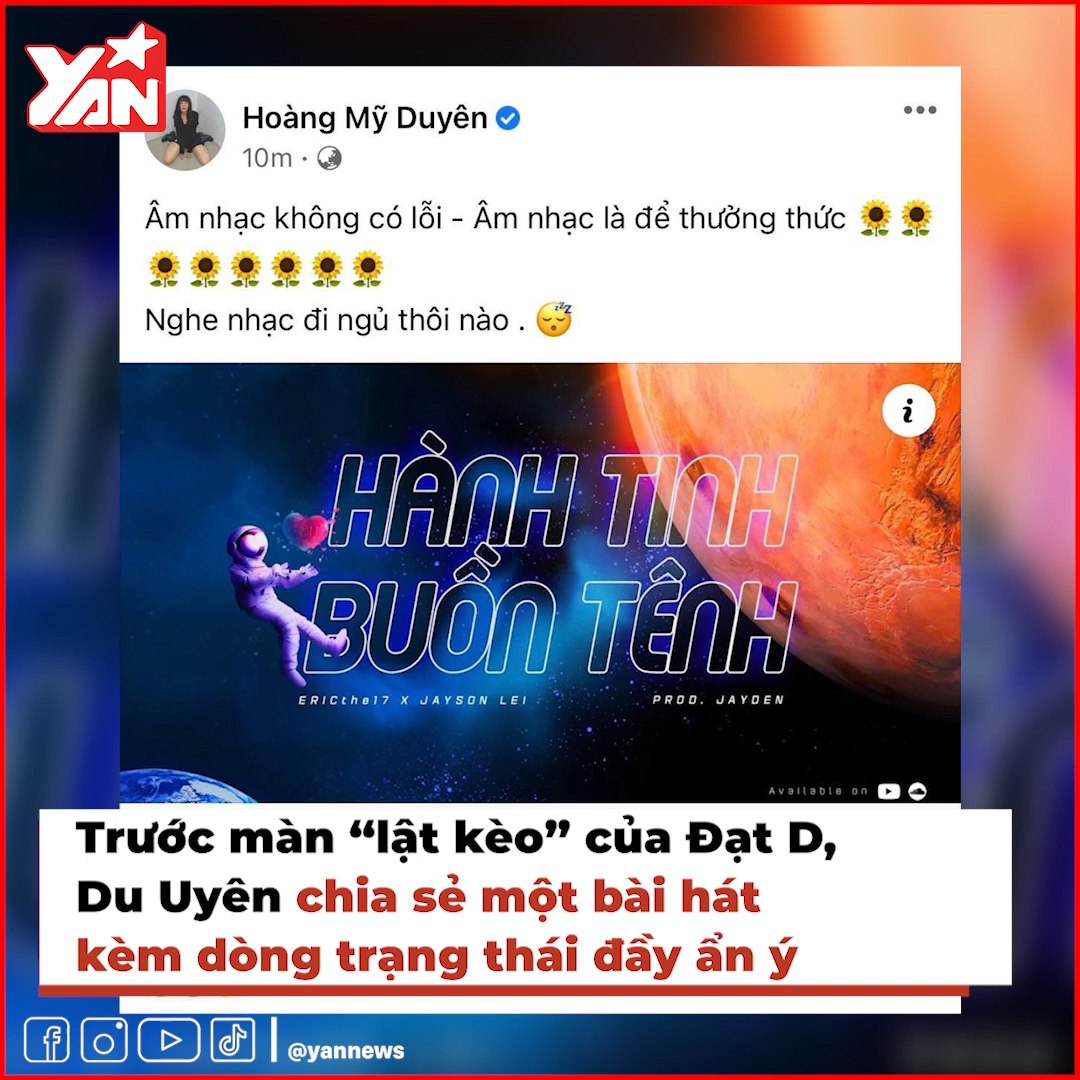 YAN
Hoàng Mỹ Duyên
10m
Âm nhạc không có lỗi - Âm nhạc là để thưởng thức 🌻🌻
🌻🌻🌻🌻🌻🌻
Nghe nhạc đi ngủ thôi nào . 😴
HÀNH TINH
BUỒN TÊNH
ERICthe17 X JAYSON LEI
PROD. JAYDEN
Available on
Trước màn “lật kèo” của Đạt D,
Du Uyên chia sẻ một bài hát
kèm dòng trạng thái đầy ẩn ý
@yannews